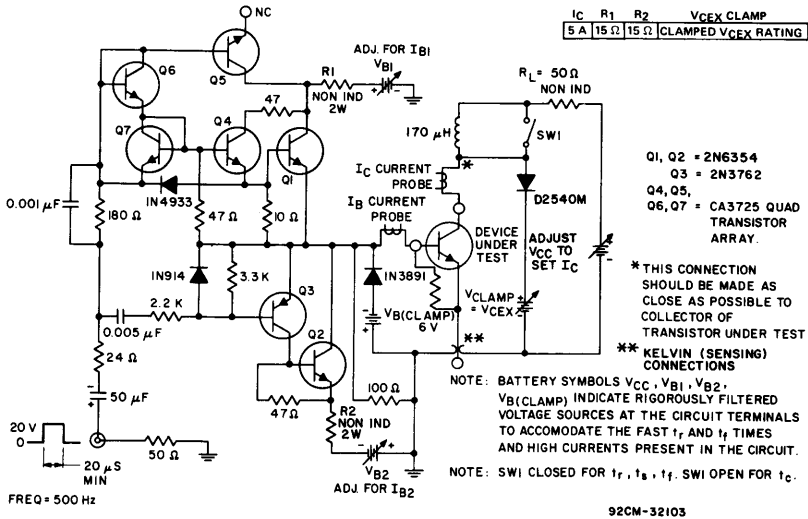 IC R1 R2 VCEX CLAMP
5 A 15 Ω 15 Ω CLAMPED VCEX RATING
NC
ADJ. FOR IB1
VB1
+ -
Q6
Q5
R1
NON IND
2W
RL = 50 Ω
NON IND
47
Q7
Q4
170 μH
SW1
Q1
*
IC CURRENT
PROBE
1N4933
IB CURRENT
PROBE
D2540M
Q1, Q2 = 2N6354
Q3 = 2N3762
Q4, Q5,
Q6, Q7 = CA3725 QUAD
TRANSISTOR
ARRAY.
0.001 μF
180Ω
47Ω
10Ω
DEVICE
UNDER
TEST
ADJUST
VCC TO
SET IC
1N914
3.3 K
1N3891
* THIS CONNECTION
SHOULD BE MADE AS
CLOSE AS POSSIBLE TO
COLLECTOR OF
TRANSISTOR UNDER TEST
2.2 K
0.005 μF
Q3
VCLAMP
= VCEX
VB(CLAMP)
6 V
**
** KELVIN (SENSING)
CONNECTIONS
Q2
24Ω
100Ω
50 μF
47Ω
R2
NON IND
2W
NOTE: BATTERY SYMBOLS VCC, VB1, VB2,
VB(CLAMP) INDICATE RIGOROUSLY FILTERED
VOLTAGE SOURCES AT THE CIRCUIT TERMINALS
TO ACCOMODATE THE FAST tr AND tf TIMES
AND HIGH CURRENTS PRESENT IN THE CIRCUIT.
20 V
0
20 μS
MIN
50 Ω
- +
VB2
ADJ. FOR IB2
NOTE: SW1 CLOSED FOR tr, ts, tf. SW1 OPEN FOR tc.
FREQ = 500 Hz
92CM-32103